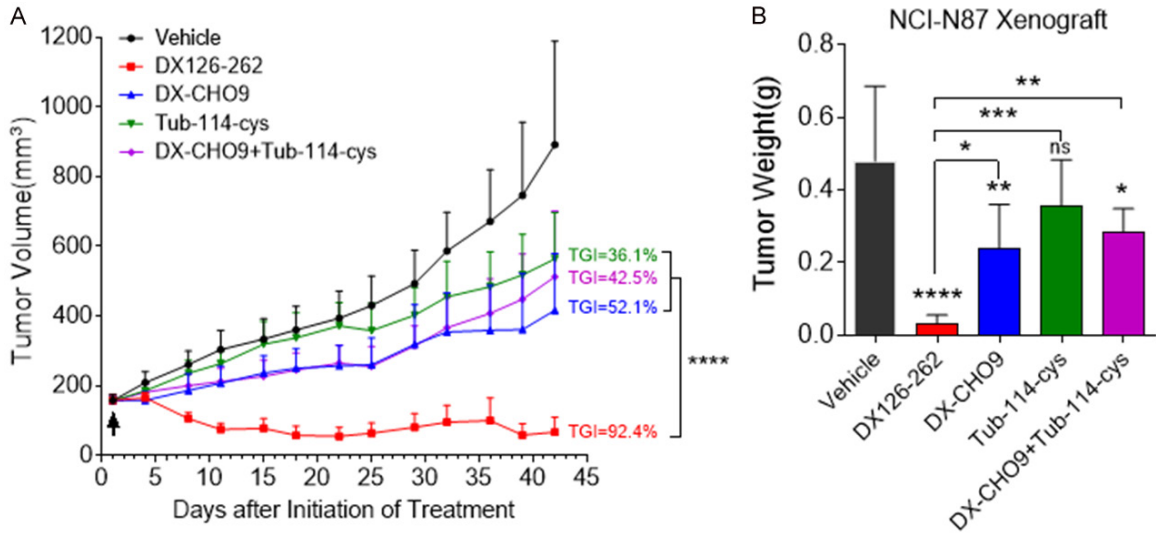 A
Tumor Volume(mm³)
1200
1000
800
600
400
200
0
Vehicle
DX126-262
DX-CHO9
Tub-114-cys
DX-CHO9+Tub-114-cys
TGI=36.1%
TGI=42.5%
TGI=52.1%
****
TGI=92.4%
0 5 10 15 20 25 30 35 40 45
Days after Initiation of Treatment
B
NCI-N87 Xenograft
Tumor Weight(g)
0.8
0.6
0.4
0.2
0.0
**
***
*
ns
**
*
****
Vehicle
DX126-262
DX-CHO9
Tub-114-cys
DX-CHO9+Tub-114-cys